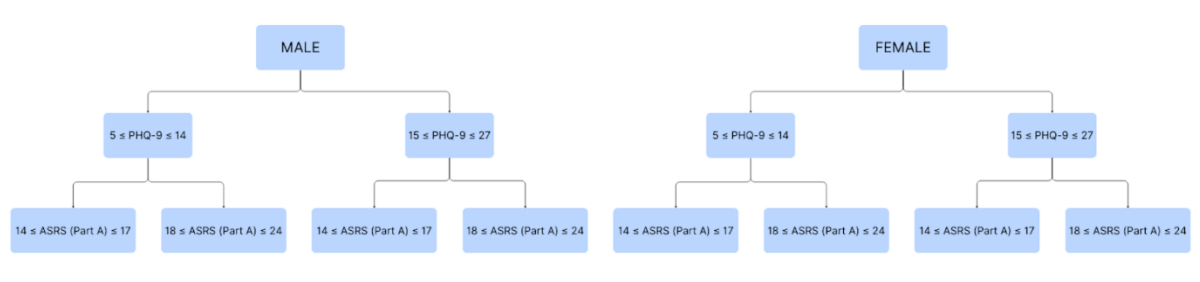 MALE
FEMALE
5 ≤ PHQ-9 ≤ 14
15 ≤ PHQ-9 ≤ 27
5 ≤ PHQ-9 ≤ 14
15 ≤ PHQ-9 ≤ 27
14 ≤ ASRS (Part A) ≤ 17
18 ≤ ASRS (Part A) ≤ 24
14 ≤ ASRS (Part A) ≤ 17
18 ≤ ASRS (Part A) ≤ 24
14 ≤ ASRS (Part A) ≤ 17
18 ≤ ASRS (Part A) ≤ 24
14 ≤ ASRS (Part A) ≤ 17
18 ≤ ASRS (Part A) ≤ 24